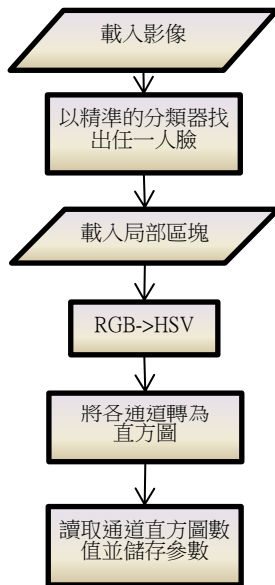 載入影像
以精準的分類器找
出任一人臉
載入局部區塊
RGB->HSV
將各通道轉為
直方圖
讀取通道直方圖數
值並儲存參數